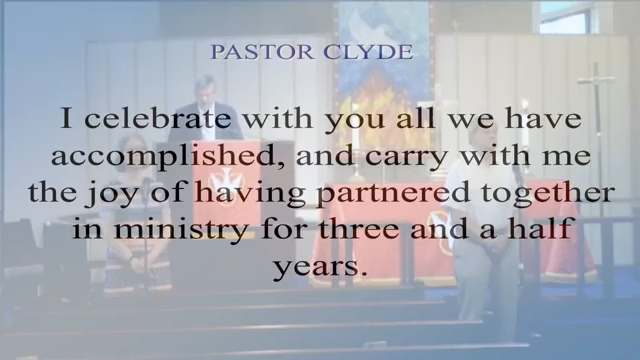 PASTOR CLYDE
I celebrate with you all we have
accomplished, and carry with me
the joy of having partnered together
in ministry for three and a half
years.